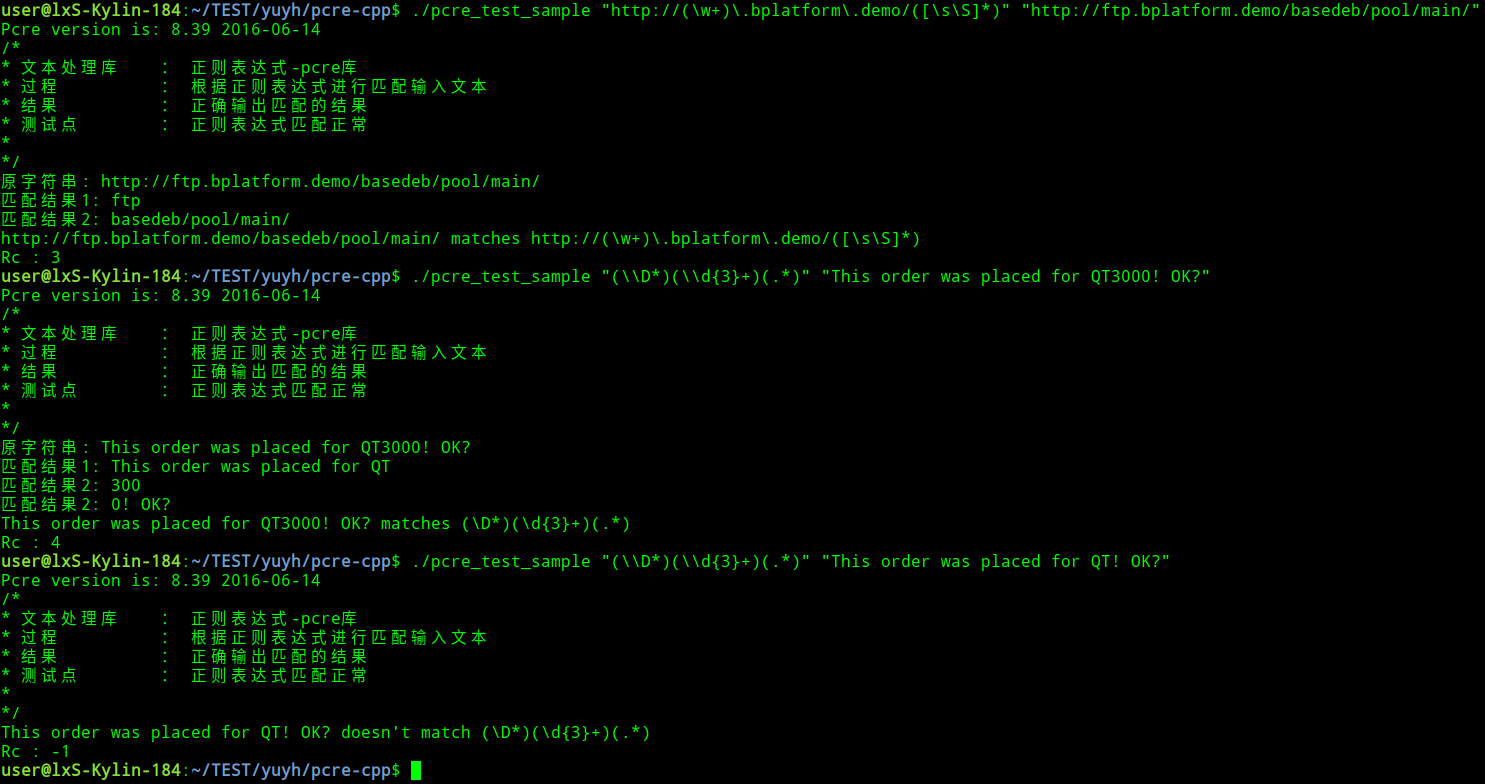 user@lxS-Kylin-184:~/TEST/yuyh/pcre-cpp$ ./pcre_test_sample "http://(\w+)\.bplatform\.demo/([\s\S]*)" "http://ftp.bplatform.demo/basedeb/pool/main/"
Pcre version is: 8.39 2016-06-14
/*
* 文本处理库    :  正则表达式-pcre库
* 过程          :  根据正则表达式进行匹配输入文本
* 结果          :  正确输出匹配的结果
* 测试点        :  正则表达式匹配正常
*
*/
原字符串: http://ftp.bplatform.demo/basedeb/pool/main/
匹配结果1: ftp
匹配结果2: basedeb/pool/main/
http://ftp.bplatform.demo/basedeb/pool/main/ matches http://(\w+)\.bplatform\.demo/([\s\S]*)
Rc : 3
user@lxS-Kylin-184:~/TEST/yuyh/pcre-cpp$ ./pcre_test_sample "(\\D*)(\\d{3}+)(.*)" "This order was placed for QT3000! OK?"
Pcre version is: 8.39 2016-06-14
/*
* 文本处理库    :  正则表达式-pcre库
* 过程          :  根据正则表达式进行匹配输入文本
* 结果          :  正确输出匹配的结果
* 测试点        :  正则表达式匹配正常
*
*/
原字符串: This order was placed for QT3000! OK?
匹配结果1: This order was placed for QT
匹配结果2: 300
匹配结果2: 0! OK?
This order was placed for QT3000! OK? matches (\D*)(\d{3}+)(.*)
Rc : 4
user@lxS-Kylin-184:~/TEST/yuyh/pcre-cpp$ ./pcre_test_sample "(\\D*)(\\d{3}+)(.*)" "This order was placed for QT! OK?"
Pcre version is: 8.39 2016-06-14
/*
* 文本处理库    :  正则表达式-pcre库
* 过程          :  根据正则表达式进行匹配输入文本
* 结果          :  正确输出匹配的结果
* 测试点        :  正则表达式匹配正常
*
*/
This order was placed for QT! OK? doesn't match (\D*)(\d{3}+)(.*)
Rc : -1
user@lxS-Kylin-184:~/TEST/yuyh/pcre-cpp$